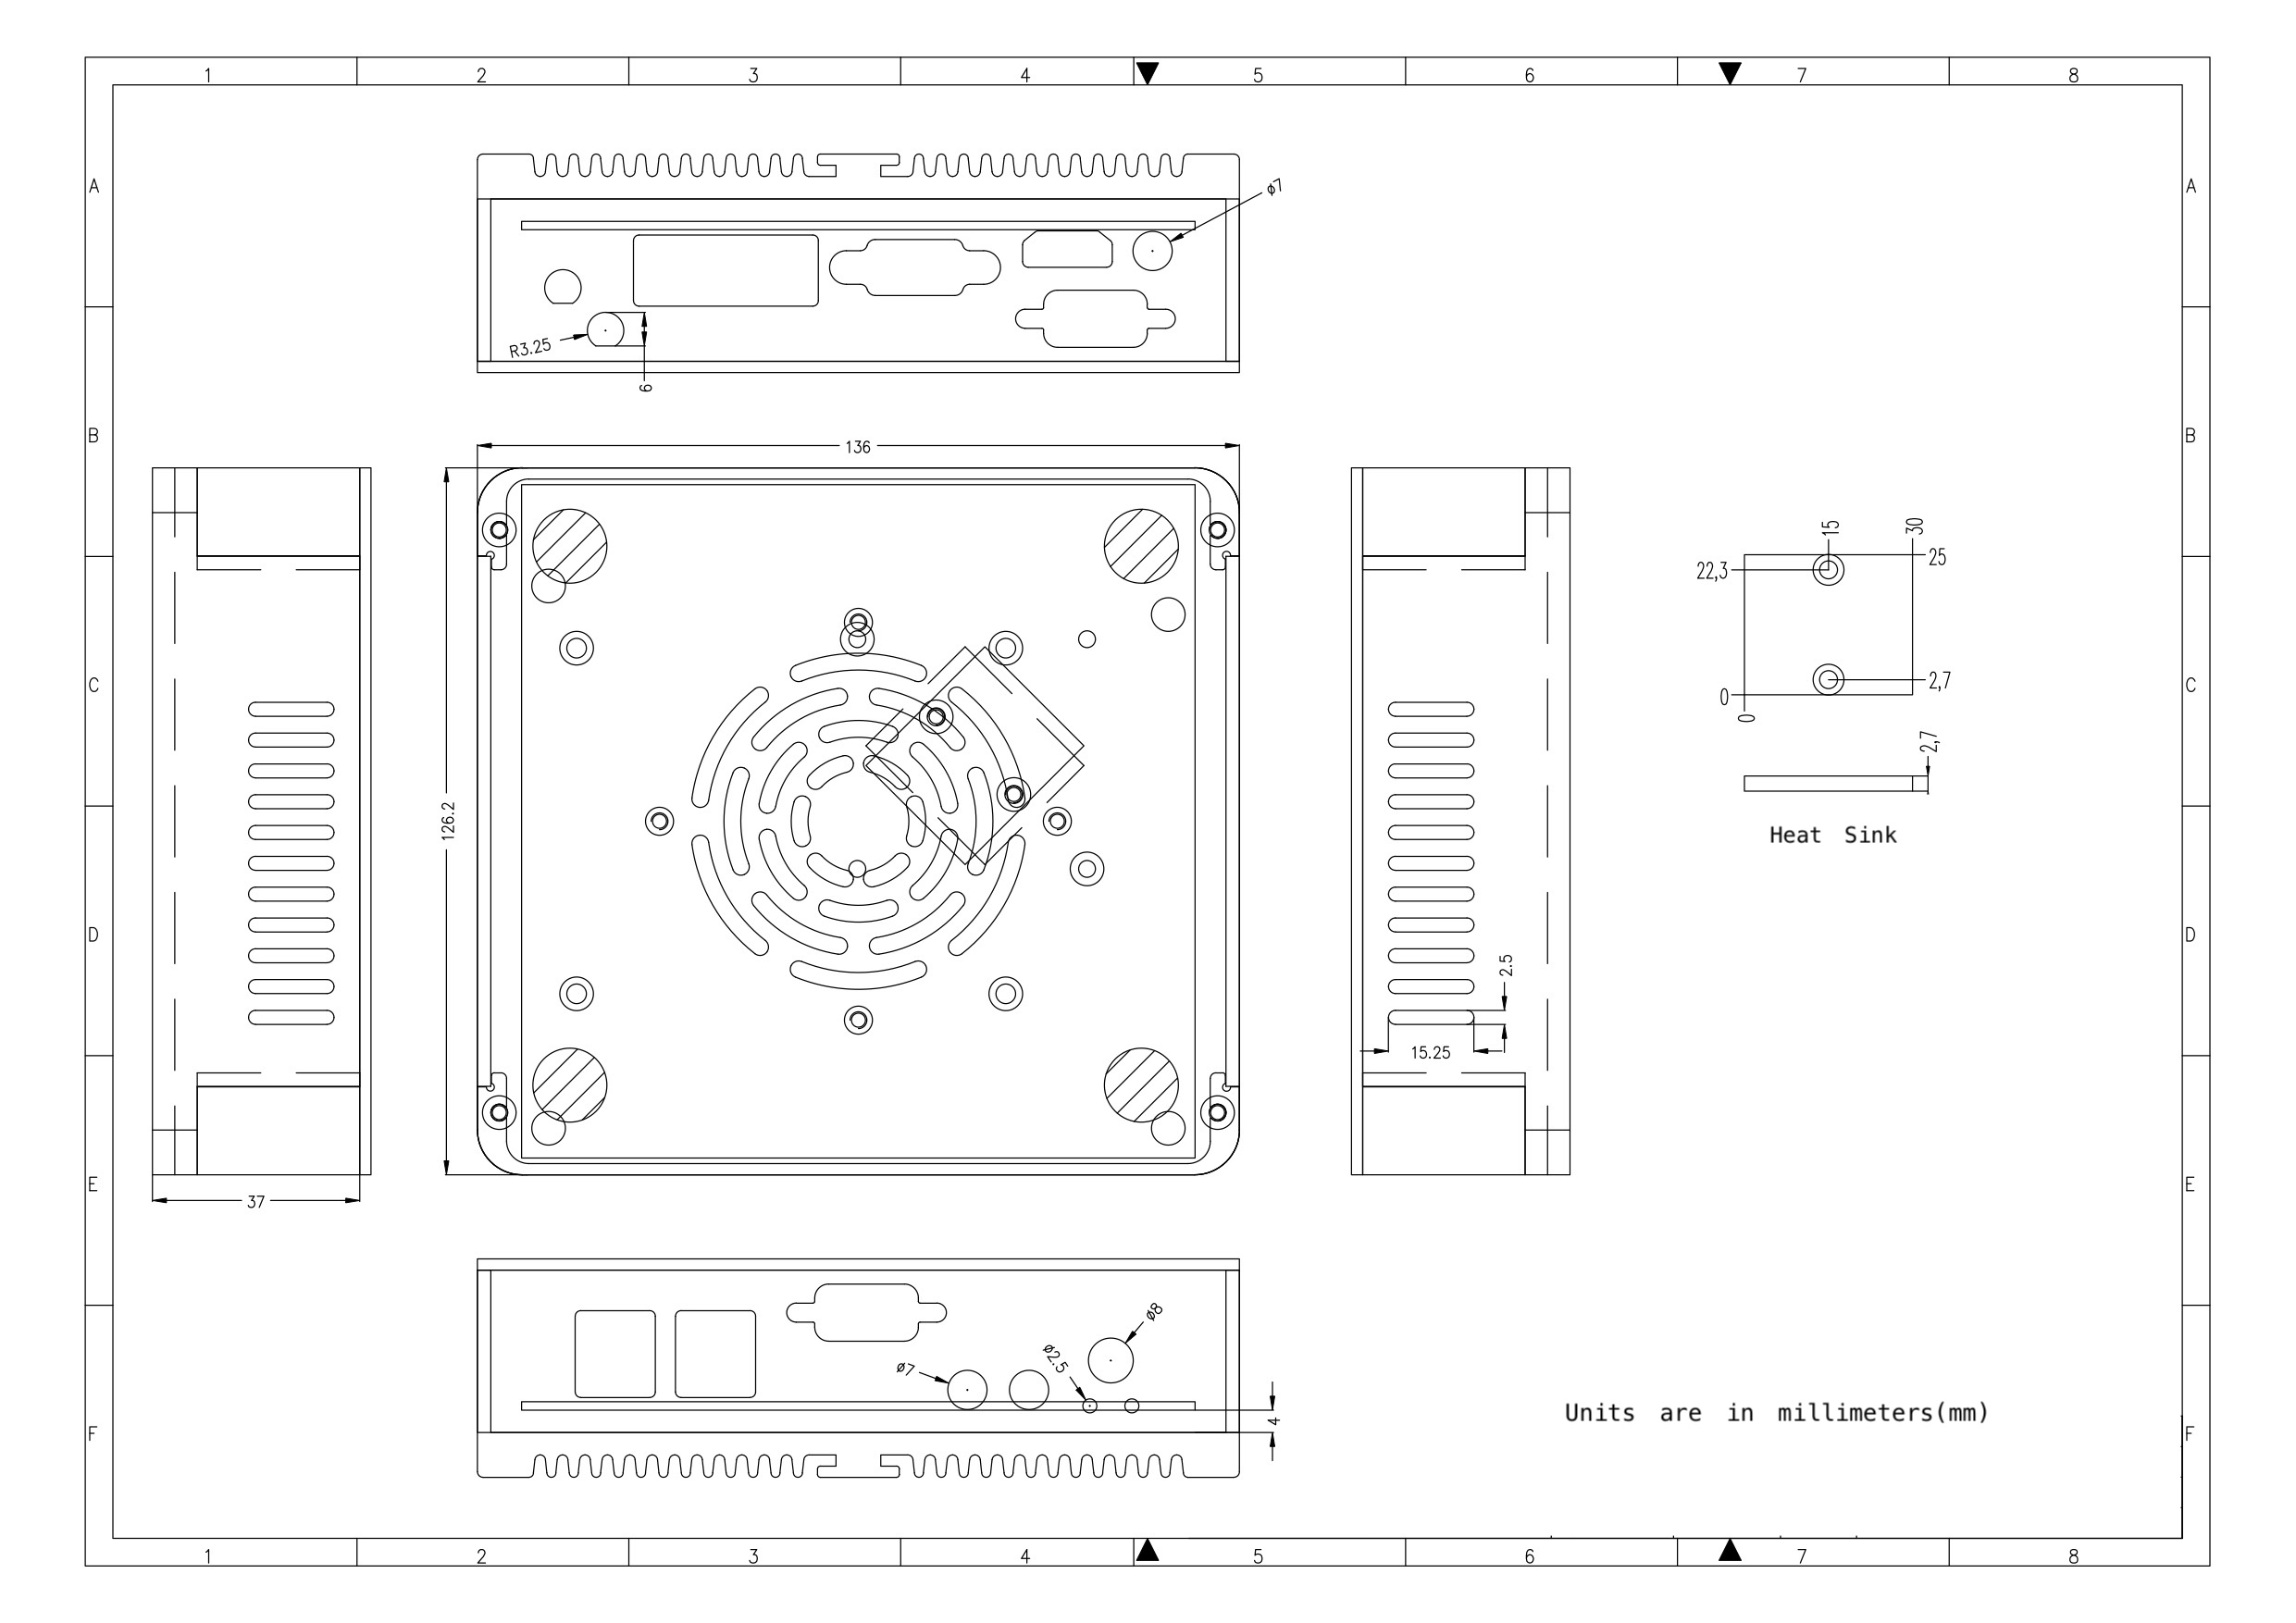 1 2 3 4 5 6 7 8
A A
ø7
R3.25
6
B B
136
15
30
22,3
25
C C
2,7
0
0
2,7
126.2
Heat Sink
D D
2.5
15.25
E E
37
ø8
ø2.5
ø7
4
Units are in millimeters(mm)
F F
1 2 3 4 5 6 7 8